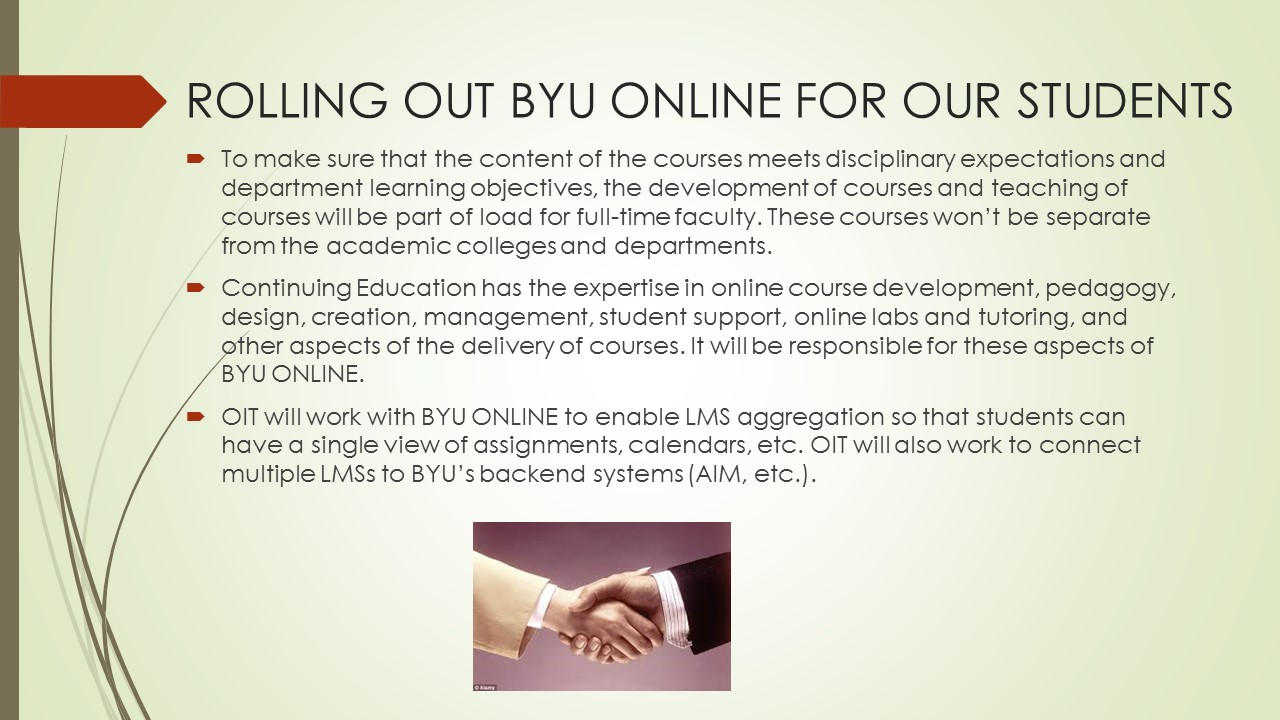 ROLLING OUT BYU ONLINE FOR OUR STUDENTS
To make sure that the content of the courses meets disciplinary expectations and
department learning objectives, the development of courses and teaching of
courses will be part of load for full-time faculty. These courses won’t be separate
from the academic colleges and departments.
Continuing Education has the expertise in online course development, pedagogy,
design, creation, management, student support, online labs and tutoring, and
other aspects of the delivery of courses. It will be responsible for these aspects of
BYU ONLINE.
OIT will work with BYU ONLINE to enable LMS aggregation so that students can
have a single view of assignments, calendars, etc. OIT will also work to connect
multiple LMSs to BYU’s backend systems (AIM, etc.).
© Alamy